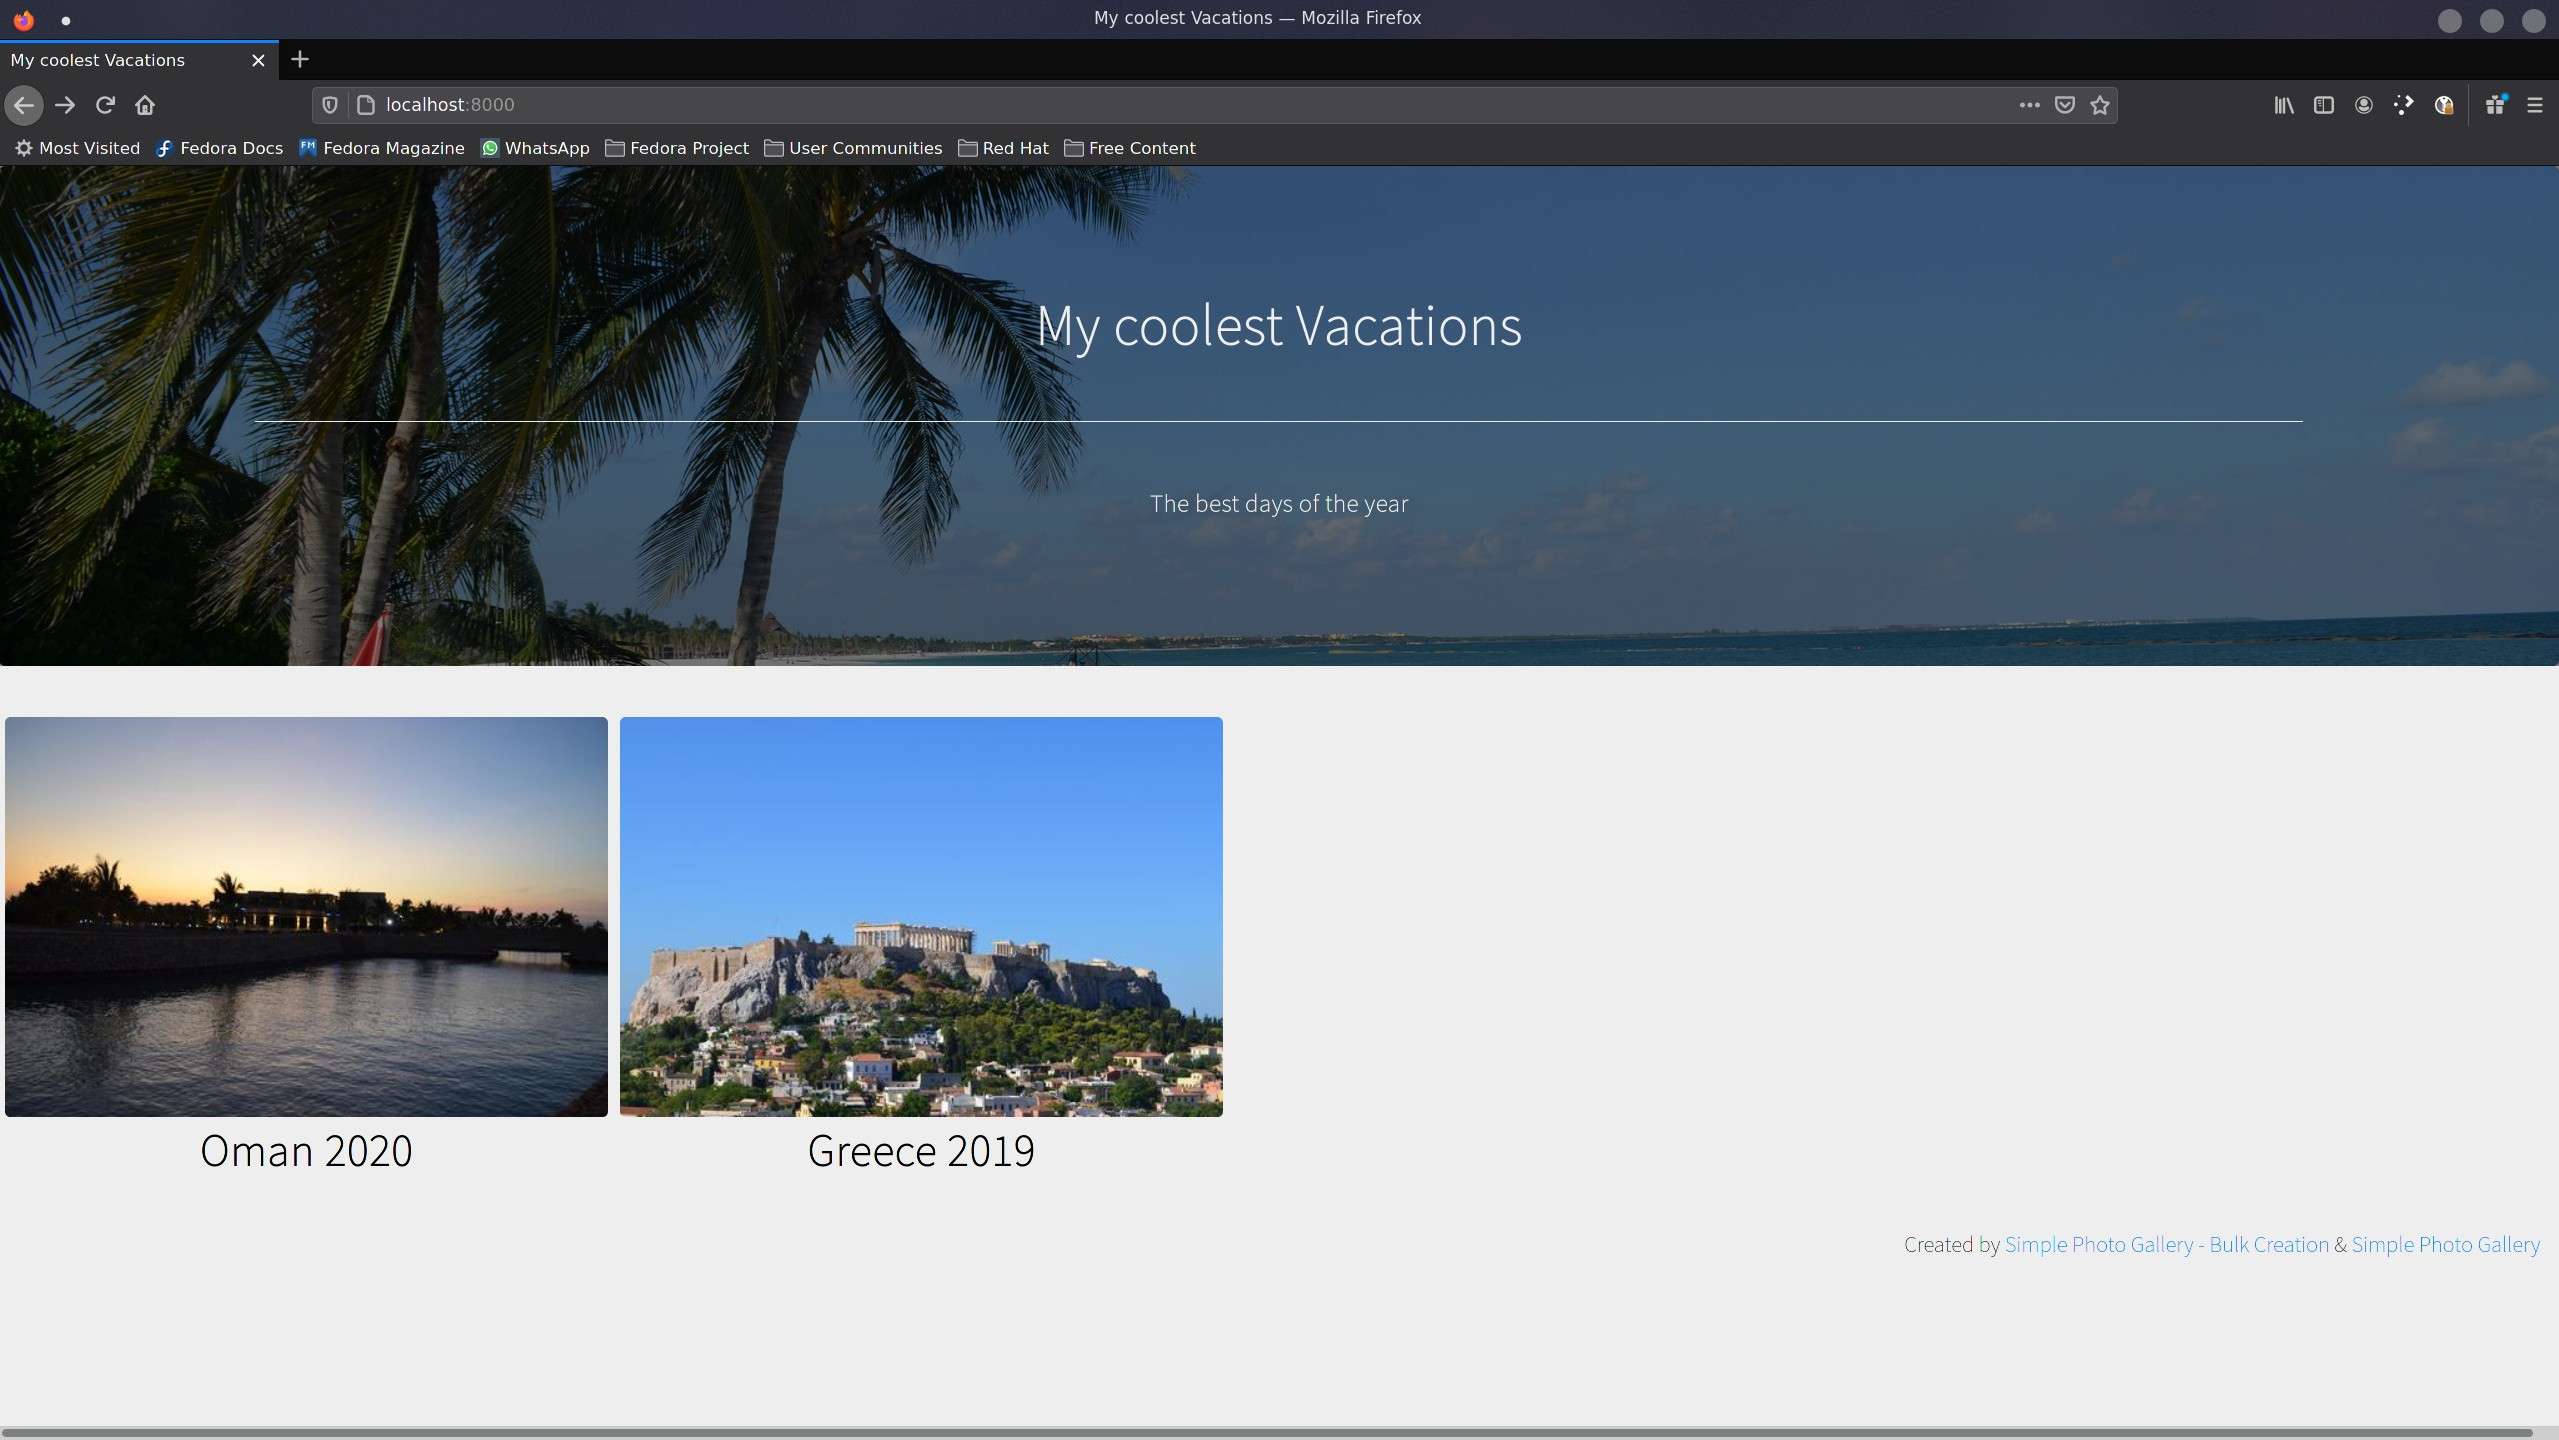 My coolest Vacations — Mozilla Firefox
My coolest Vacations
localhost:8000
Most Visited Fedora Docs Fedora Magazine WhatsApp Fedora Project User Communities Red Hat Free Content
My coolest Vacations
The best days of the year
Oman 2020 Greece 2019
Created by Simple Photo Gallery - Bulk Creation & Simple Photo Gallery